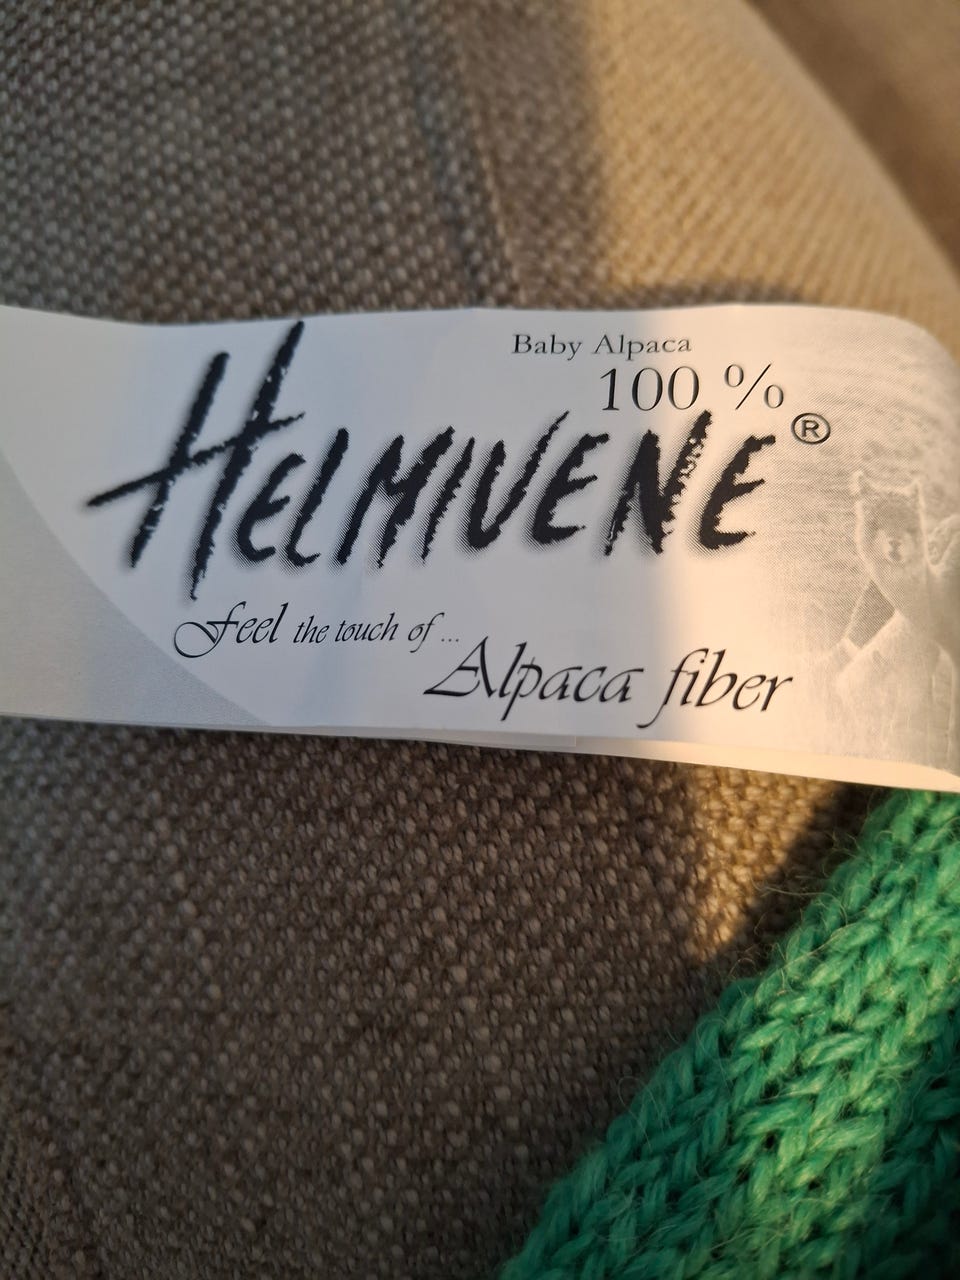 Baby Alpaca
100 %
HELMIVENE®
Feel the touch of ...
Alpaca fiber